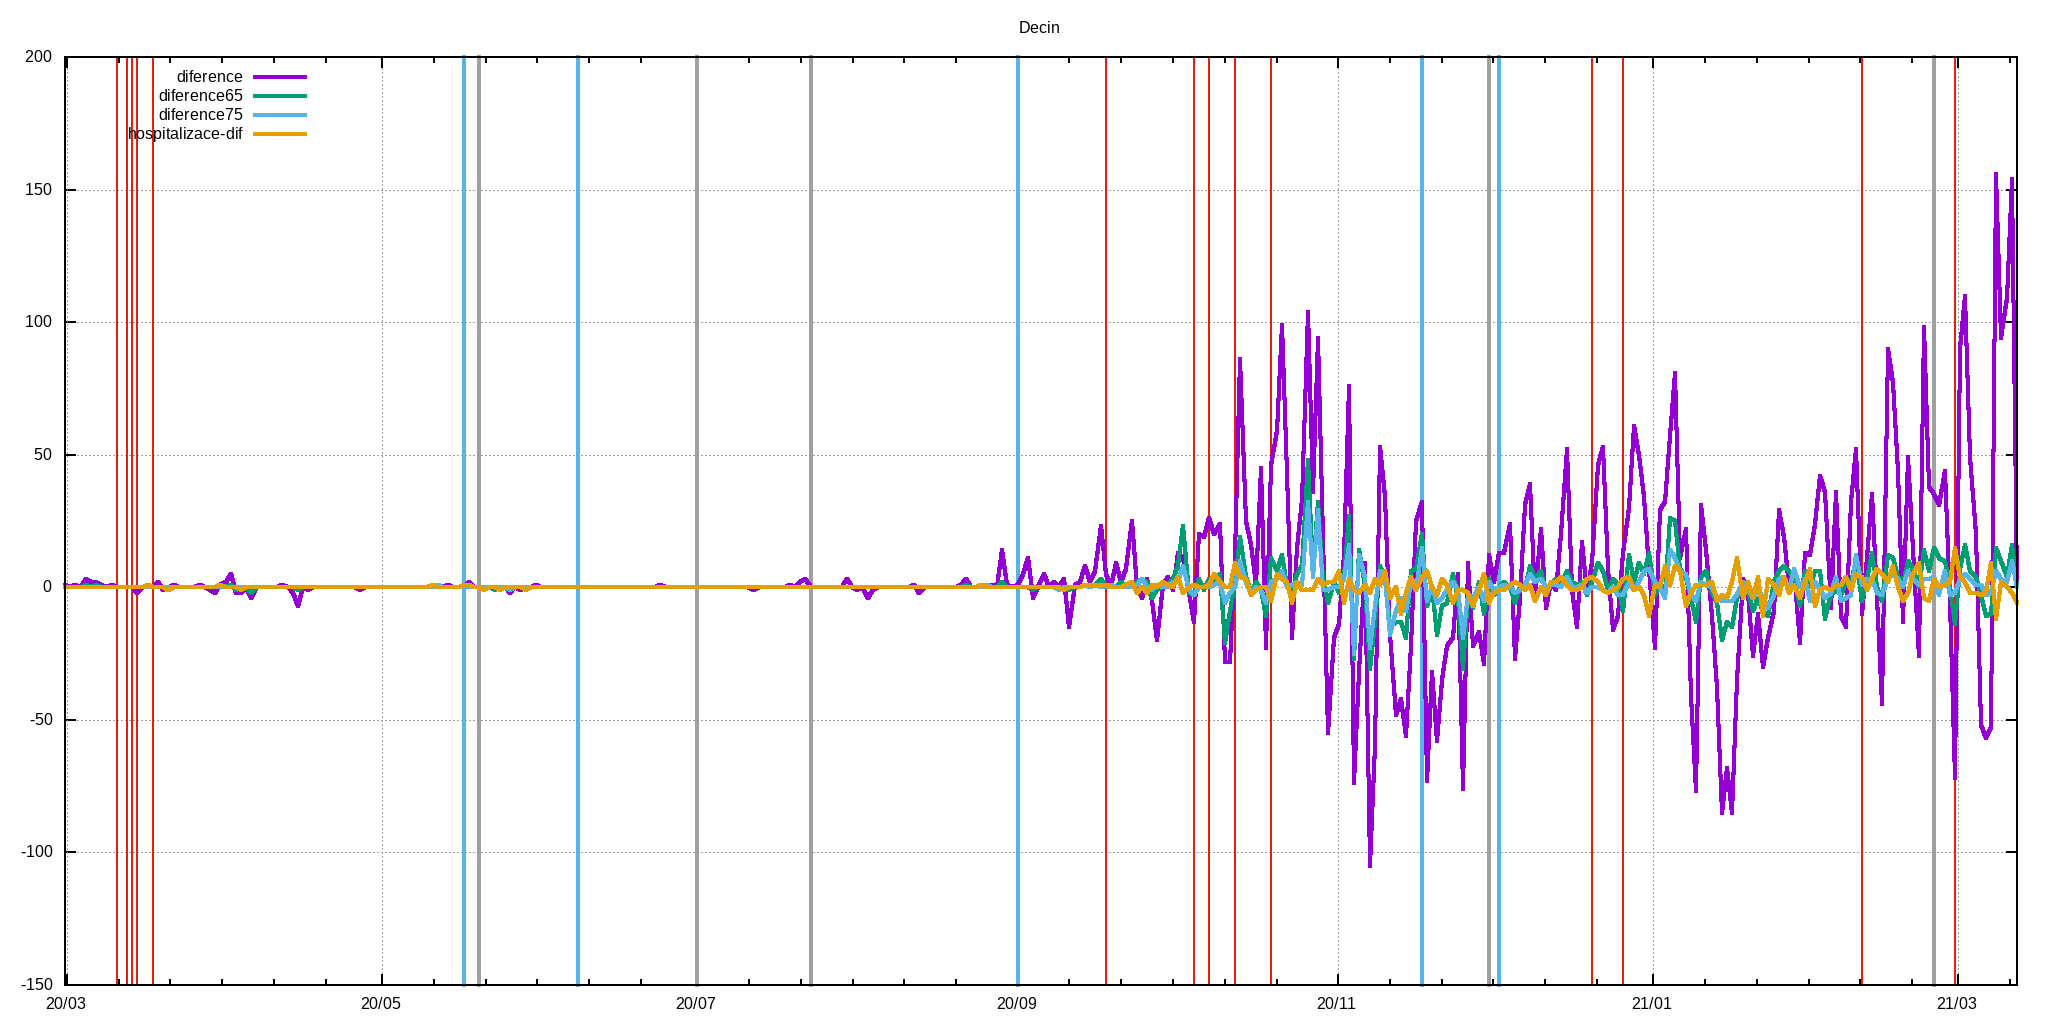 Decin
200
150
100
50
0
-50
-100
-150
diference
diference65
diference75
hospitalizace-dif
20/03 20/05 20/07 20/09 20/11 21/01 21/03